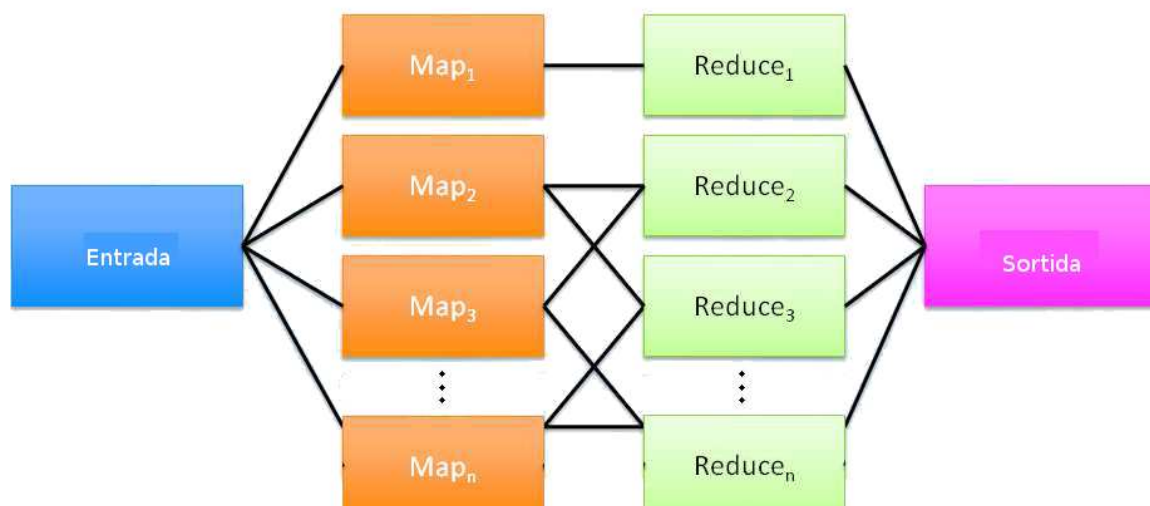 Map₁
Reduce₁
Map₂
Reduce₂
Entrada
Sortida
Map₃
Reduce₃
⋮
⋮
Mapₙ
Reduceₙ